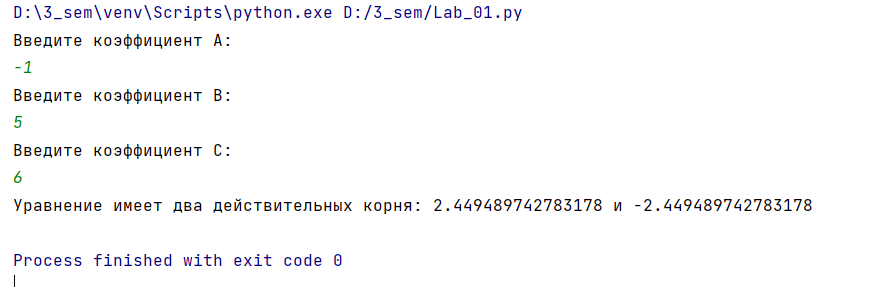 D:\3_sem\venv\Scripts\python.exe D:/3_sem/Lab_01.py
Введите коэффициент A:
-1
Введите коэффициент B:
5
Введите коэффициент C:
6
Уравнение имеет два действительных корня: 2.449489742783178 и -2.449489742783178
Process finished with exit code 0